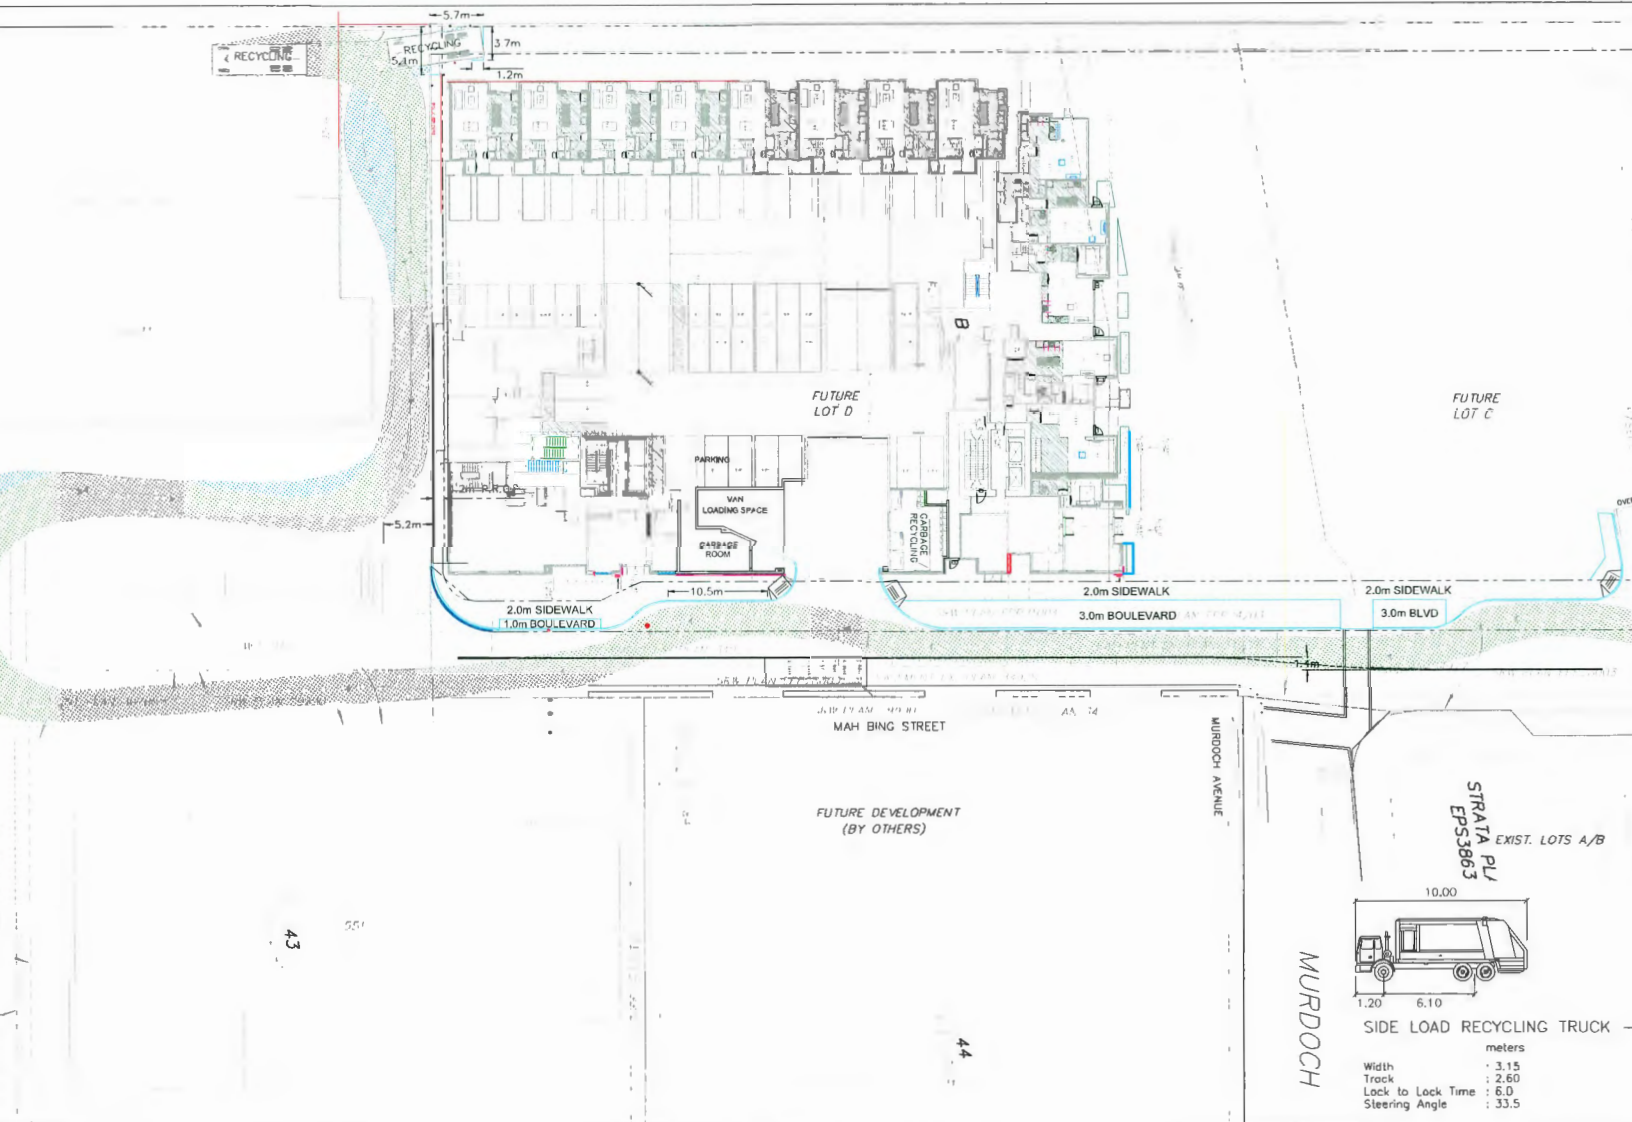 5.7m
RECYCLING
RECYCLING
3.7m
5.1m
1.2m
B
FUTURE
LOT D
FUTURE
LOT C
PARKING
VAN
LOADING SPACE
GARBAGE
ROOM
GARBAGE /
RECYCLING
5.2m
10.5m
2.0m SIDEWALK
1.0m BOULEVARD
2.0m SIDEWALK
3.0m BOULEVARD
2.0m SIDEWALK
3.0m BLVD
1.4m
MAH BING STREET
MURDOCH AVENUE
FUTURE DEVELOPMENT
(BY OTHERS)
STRATA PL
EPS3863
EXIST. LOTS A/B
43
44
MURDOCH
10.00
1.20
6.10
SIDE LOAD RECYCLING TRUCK -
meters
Width : 3.15
Track : 2.60
Lock to Lock Time : 6.0
Steering Angle : 33.5